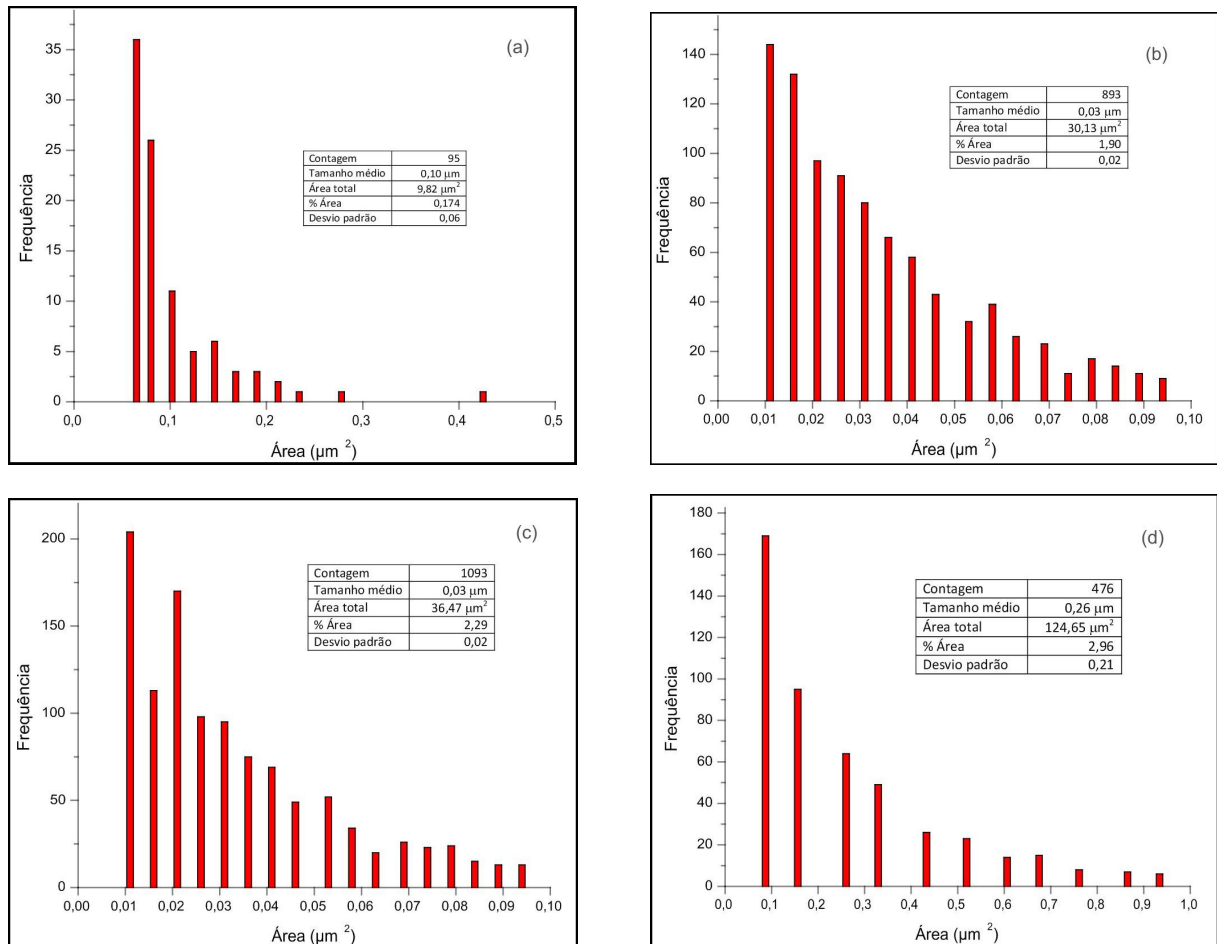 (a)
35
30
25
20
15
10
5
0
Frequência
Contagem 95
Tamanho médio 0,10 µm
Área total 9,82 µm²
% Área 0,174
Desvio padrão 0,06
0,0 0,1 0,2 0,3 0,4 0,5
Área (µm ²)
(b)
140
120
100
80
60
40
20
0
Frequência
Contagem 893
Tamanho médio 0,03 µm
Área total 30,13 µm²
% Área 1,90
Desvio padrão 0,02
0,00 0,01 0,02 0,03 0,04 0,05 0,06 0,07 0,08 0,09 0,10
Área (µm ²)
(c)
200
150
100
50
0
Frequência
Contagem 1093
Tamanho médio 0,03 µm
Área total 36,47 µm²
% Área 2,29
Desvio padrão 0,02
0,00 0,01 0,02 0,03 0,04 0,05 0,06 0,07 0,08 0,09 0,10
Área (µm ²)
(d)
180
160
140
120
100
80
60
40
20
0
Frequência
Contagem 476
Tamanho médio 0,26 µm
Área total 124,65 µm²
% Área 2,96
Desvio padrão 0,21
0,0 0,1 0,2 0,3 0,4 0,5 0,6 0,7 0,8 0,9 1,0
Área (µm ²)